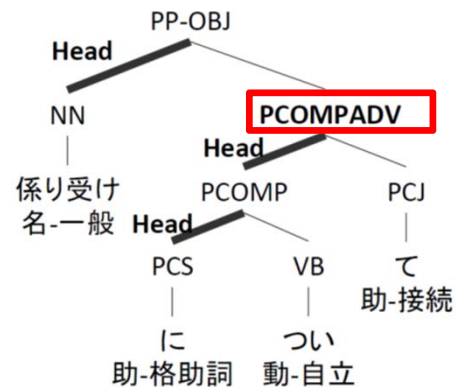 PP-OBJ
Head
NN
PCOMPADV
Head
係り受け
名-一般
PCOMP
PCJ
Head
て
助-接続
PCS
VB
に
つい
助-格助詞
動-自立